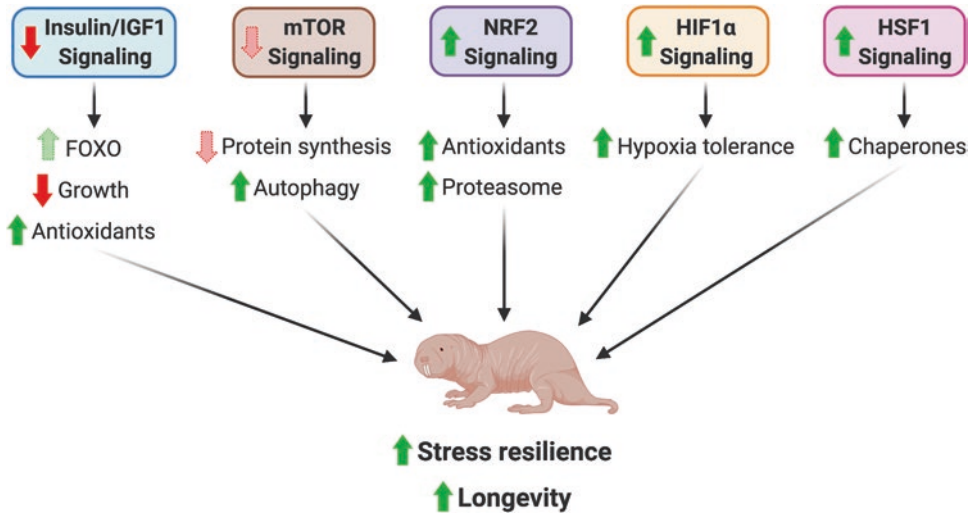 Insulin/IGF1
Signaling
mTOR
Signaling
NRF2
Signaling
HIF1α
Signaling
HSF1
Signaling
FOXO
Growth
Antioxidants
Protein synthesis
Autophagy
Antioxidants
Proteasome
Hypoxia tolerance
Chaperones
Stress resilience
Longevity